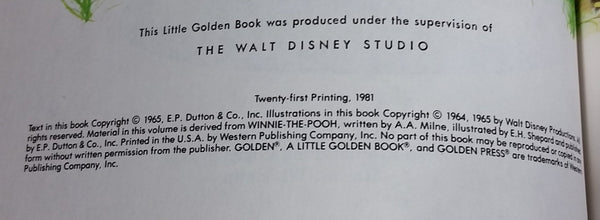 This Little Golden Book was produced under the supervision of
THE WALT DISNEY STUDIO
Twenty-first Printing, 1981
Text in this book Copyright © 1965, E.P. Dutton & Co., Inc. Illustrations in this book Copyright © 1964, 1965 by Walt Disney Productions. All
rights reserved. Material in this volume is derived from WINNIE-THE-POOH, written by A.A. Milne, illustrated by E.H. Shepard and published
by E.P. Dutton & Co., Inc. Printed in the U.S.A. by Western Publishing Company, Inc. No part of this book may be reproduced or copied in any
form without written permission from the publisher. GOLDEN®, A LITTLE GOLDEN BOOK®, and GOLDEN PRESS® are trademarks of Western
Publishing Company, Inc.